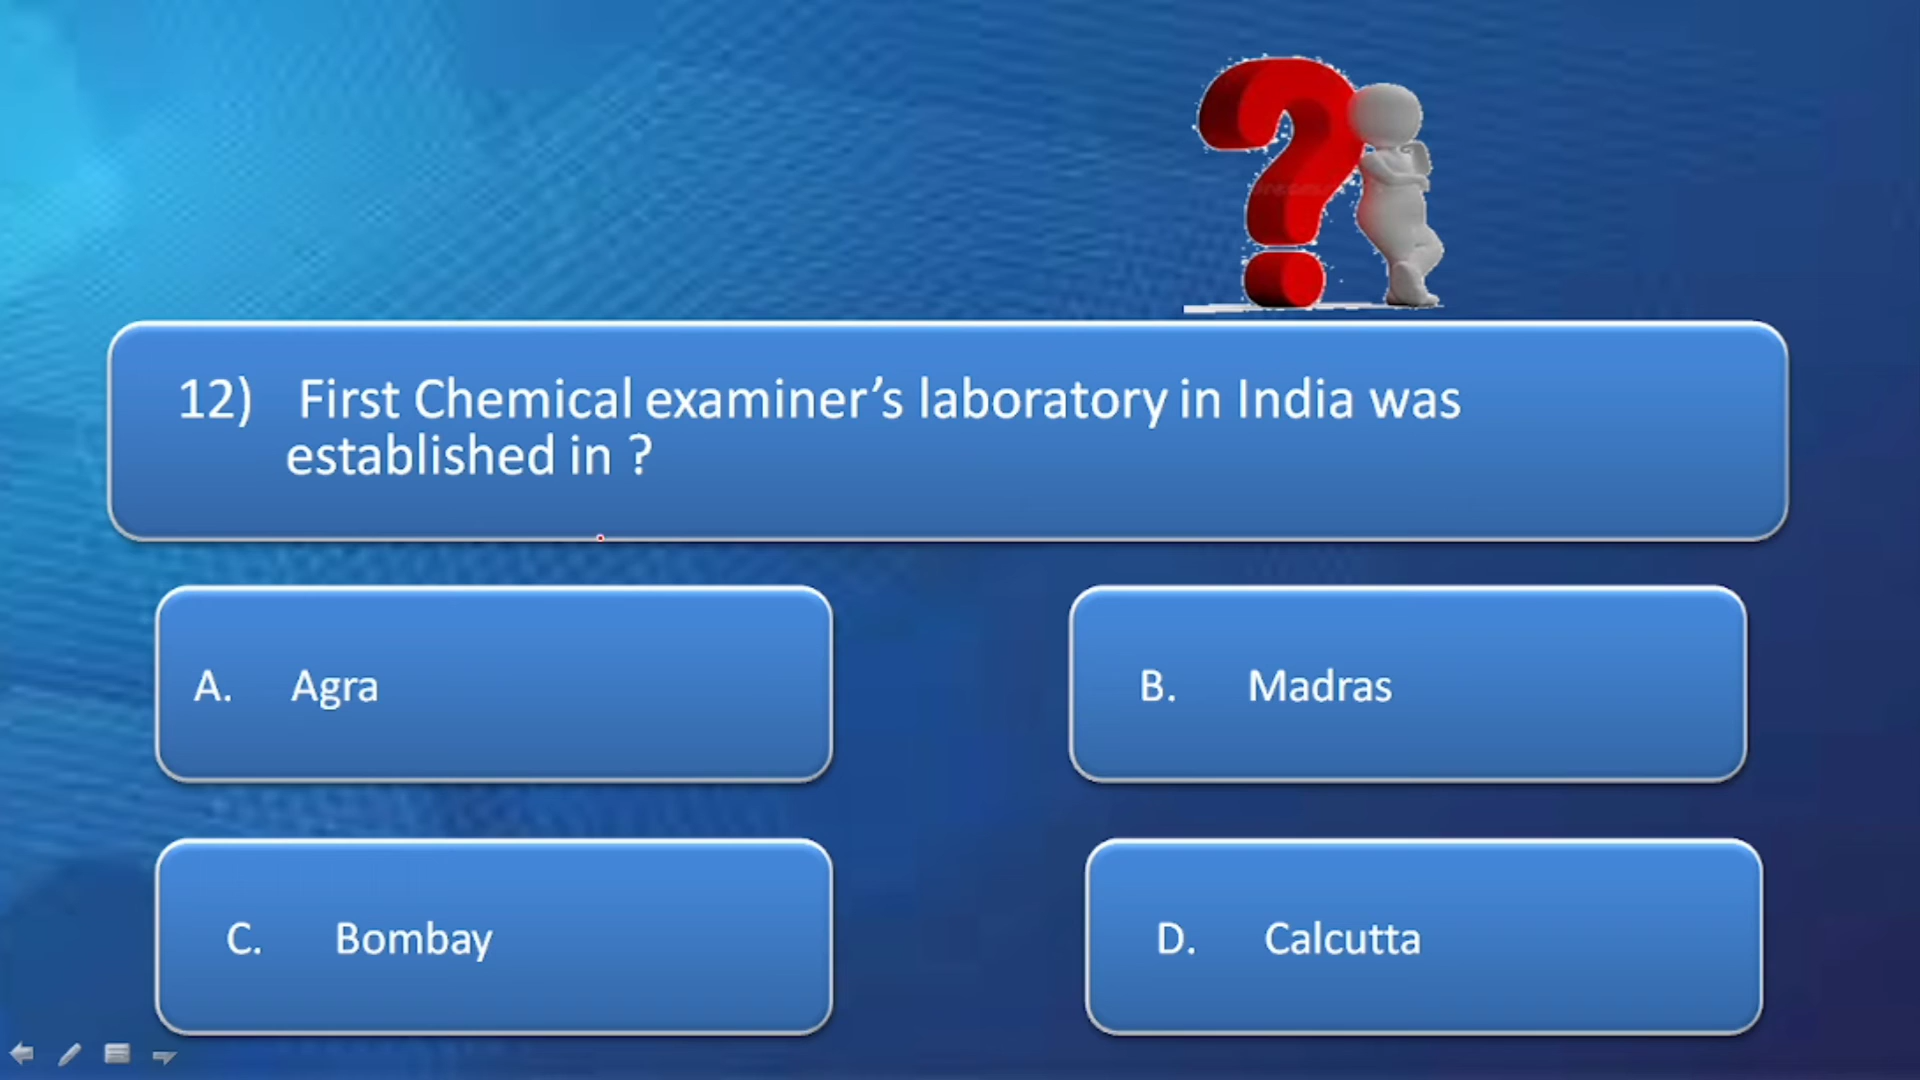 12) First Chemical examiner’s laboratory in India was
established in ?
A. Agra
B. Madras
C. Bombay
D. Calcutta